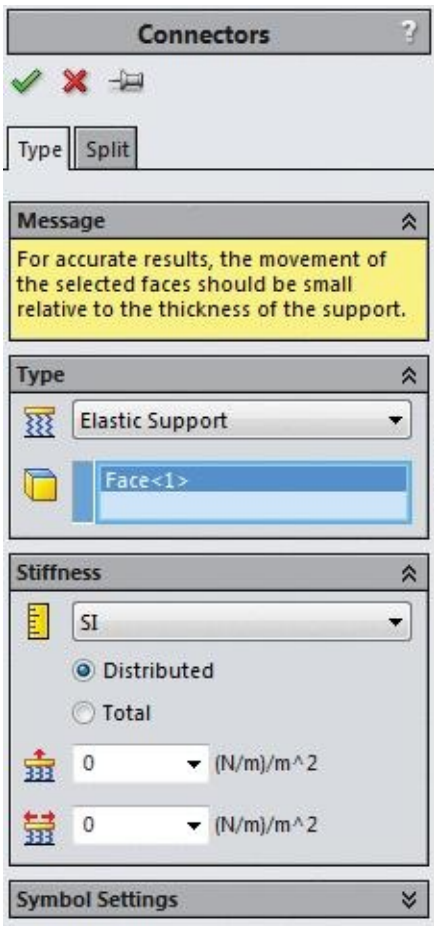 Connectors ?
Type Split
Message
For accurate results, the movement of
the selected faces should be small
relative to the thickness of the support.
Type
Elastic Support
Face<1>
Stiffness
SI
Distributed
Total
0 (N/m)/m^2
0 (N/m)/m^2
Symbol Settings